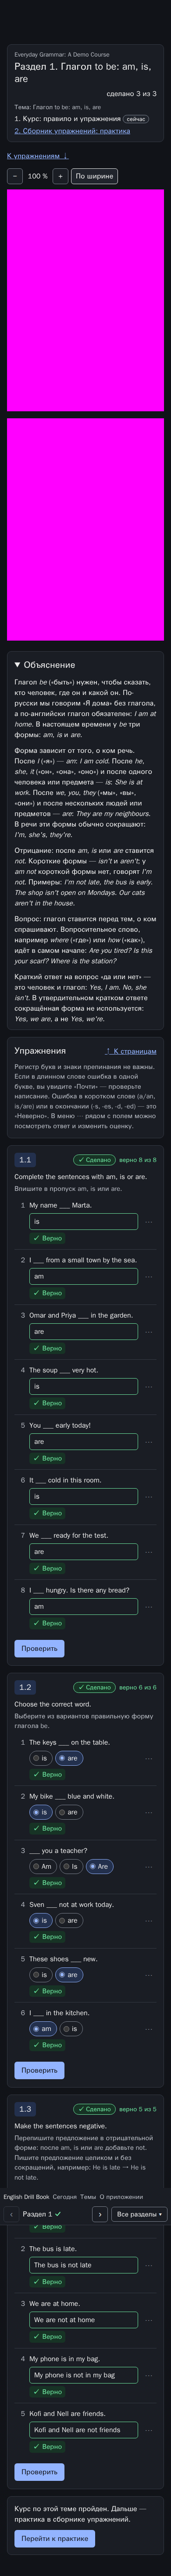 Everyday Grammar: A Demo Course
Раздел 1. Глагол to be: am, is,
are
сделано 3 из 3
Тема: Глагол to be: am, is, are
1. Курс: правило и упражнения сейчас
2. Сборник упражнений: практика
К упражнениям ↓
− 100 % + По ширине
▼ Объяснение
Глагол be («быть») нужен, чтобы сказать,
кто человек, где он и какой он. По-
русски мы говорим «Я дома» без глагола,
а по-английски глагол обязателен: I am at
home. В настоящем времени у be три
формы: am, is и are.
Форма зависит от того, о ком речь.
После I («я») — am: I am cold. После he,
she, it («он», «она», «оно») и после одного
человека или предмета — is: She is at
work. После we, you, they («мы», «вы»,
«они») и после нескольких людей или
предметов — are: They are my neighbours.
В речи эти формы обычно сокращают:
I'm, she's, they're.
Отрицание: после am, is или are ставится
not. Короткие формы — isn't и aren't; у
am not короткой формы нет, говорят I'm
not. Примеры: I'm not late, the bus is early.
The shop isn't open on Mondays. Our cats
aren't in the house.
Вопрос: глагол ставится перед тем, о ком
спрашивают. Вопросительное слово,
например where («где») или how («как»),
идёт в самом начале: Are you tired? Is this
your scarf? Where is the station?
Краткий ответ на вопрос «да или нет» —
это человек и глагол: Yes, I am. No, she
isn't. В утвердительном кратком ответе
сокращённая форма не используется:
Yes, we are, а не Yes, we're.
Упражнения ↑ К страницам
Регистр букв и знаки препинания не важны.
Если в длинном слове ошибка в одной
букве, вы увидите «Почти» — проверьте
написание. Ошибка в коротком слове (a/an,
is/are) или в окончании (-s, -es, -d, -ed) — это
«Неверно». В меню ⋯ рядом с полем можно
посмотреть ответ и изменить оценку.
1.1 ✓ Сделано верно 8 из 8
Complete the sentences with am, is or are.
Впишите в пропуск am, is или are.
1 My name ___ Marta.
is ⋯
✓ Верно
2 I ___ from a small town by the sea.
am ⋯
✓ Верно
3 Omar and Priya ___ in the garden.
are ⋯
✓ Верно
4 The soup ___ very hot.
is ⋯
✓ Верно
5 You ___ early today!
are ⋯
✓ Верно
6 It ___ cold in this room.
is ⋯
✓ Верно
7 We ___ ready for the test.
are ⋯
✓ Верно
8 I ___ hungry. Is there any bread?
am ⋯
✓ Верно
Проверить
1.2 ✓ Сделано верно 6 из 6
Choose the correct word.
Выберите из вариантов правильную форму
глагола be.
1 The keys ___ on the table.
is are ⋯
✓ Верно
2 My bike ___ blue and white.
is are ⋯
✓ Верно
3 ___ you a teacher?
Am Is Are ⋯
✓ Верно
4 Sven ___ not at work today.
is are ⋯
✓ Верно
5 These shoes ___ new.
is are ⋯
✓ Верно
6 I ___ in the kitchen.
am is ⋯
✓ Верно
Проверить
1.3 ✓ Сделано верно 5 из 5
Make the sentences negative.
Перепишите предложение в отрицательной
форме: после am, is или are добавьте not.
Пишите предложение целиком и без
сокращений, например: He is late → He is
not late.
English Drill Book Сегодня Темы О приложении
‹ Раздел 1 ✓ › Все разделы ▾
✓ Верно
2 The bus is late.
The bus is not late ⋯
✓ Верно
3 We are at home.
We are not at home ⋯
✓ Верно
4 My phone is in my bag.
My phone is not in my bag ⋯
✓ Верно
5 Kofi and Nell are friends.
Kofi and Nell are not friends ⋯
✓ Верно
Проверить
Курс по этой теме пройден. Дальше —
практика в сборнике упражнений.
Перейти к практике